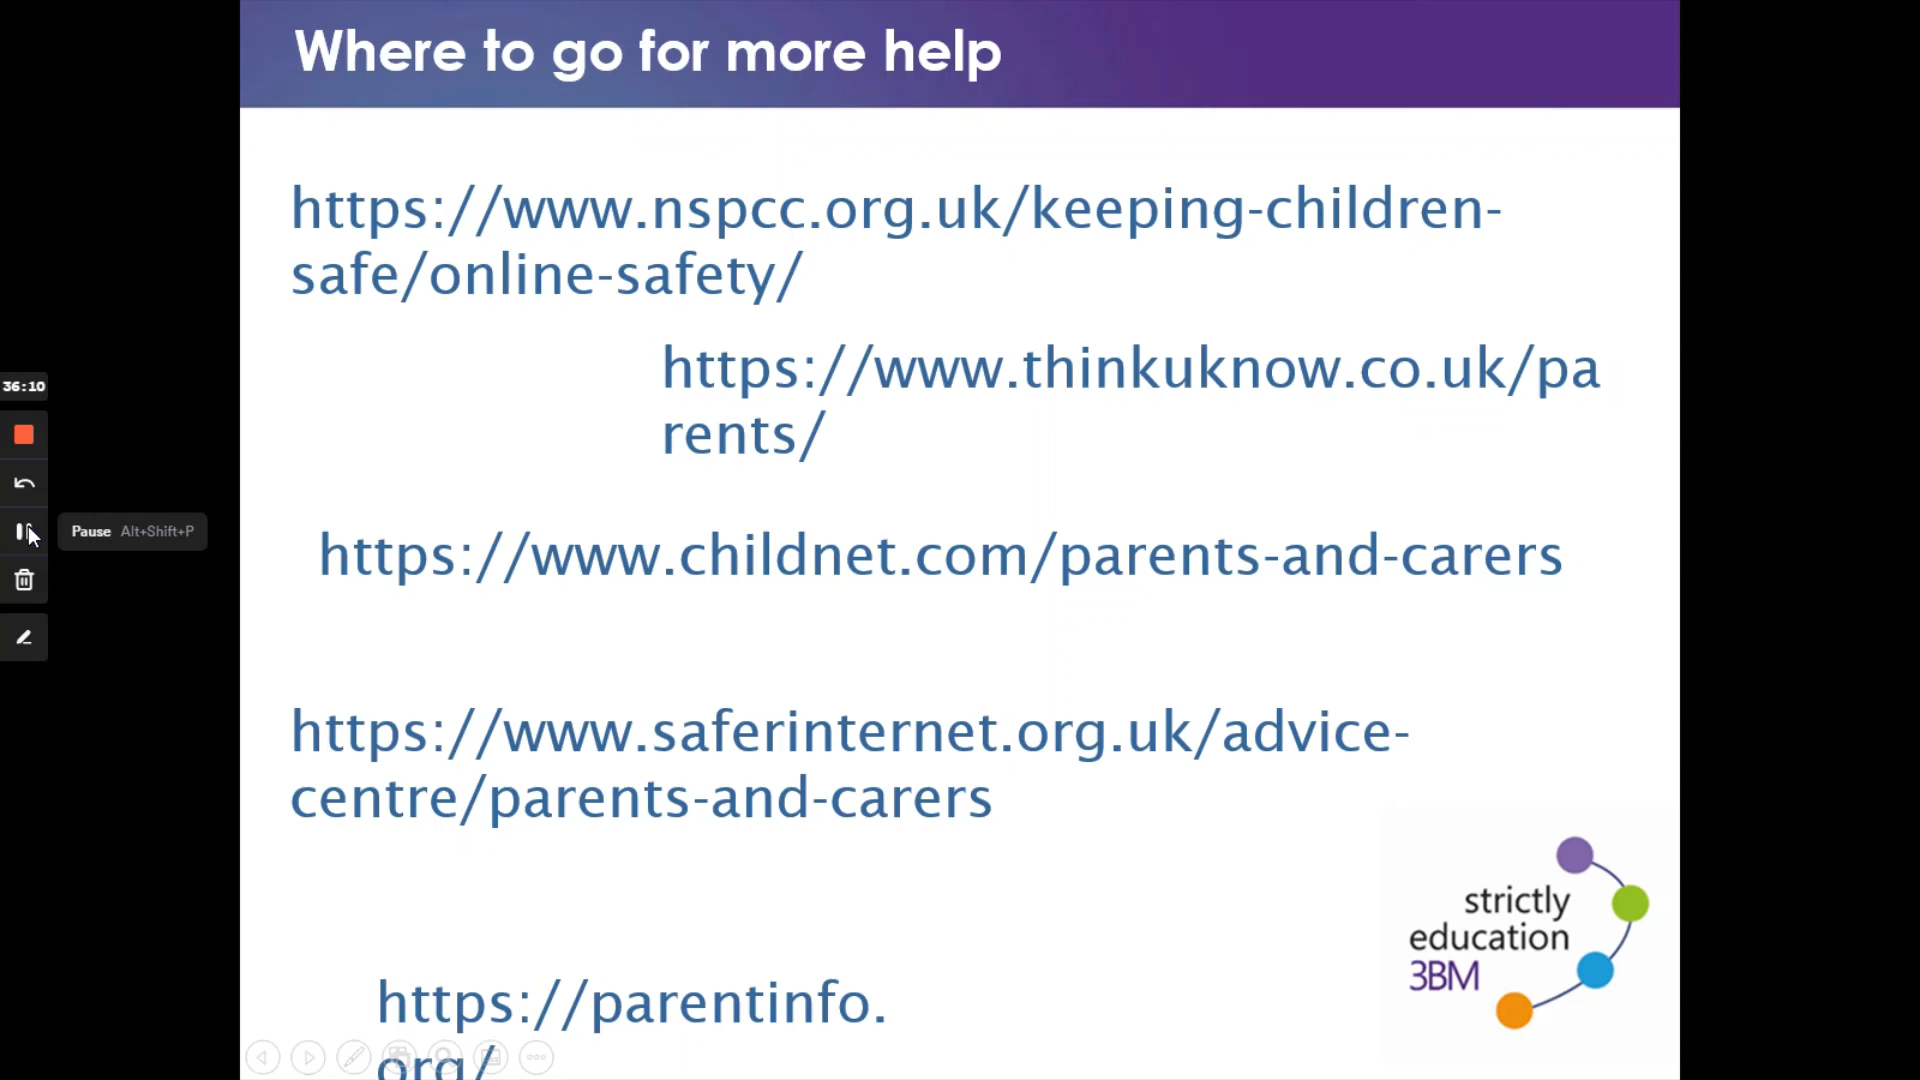 Where to go for more help
https://www.nspcc.org.uk/keeping-children-
safe/online-safety/
https://www.thinkuknow.co.uk/pa
rents/
36:10
Pause Alt+Shift+P
https://www.childnet.com/parents-and-carers
https://www.saferinternet.org.uk/advice-
centre/parents-and-carers
strictly
education
3BM
https://parentinfo.
org/